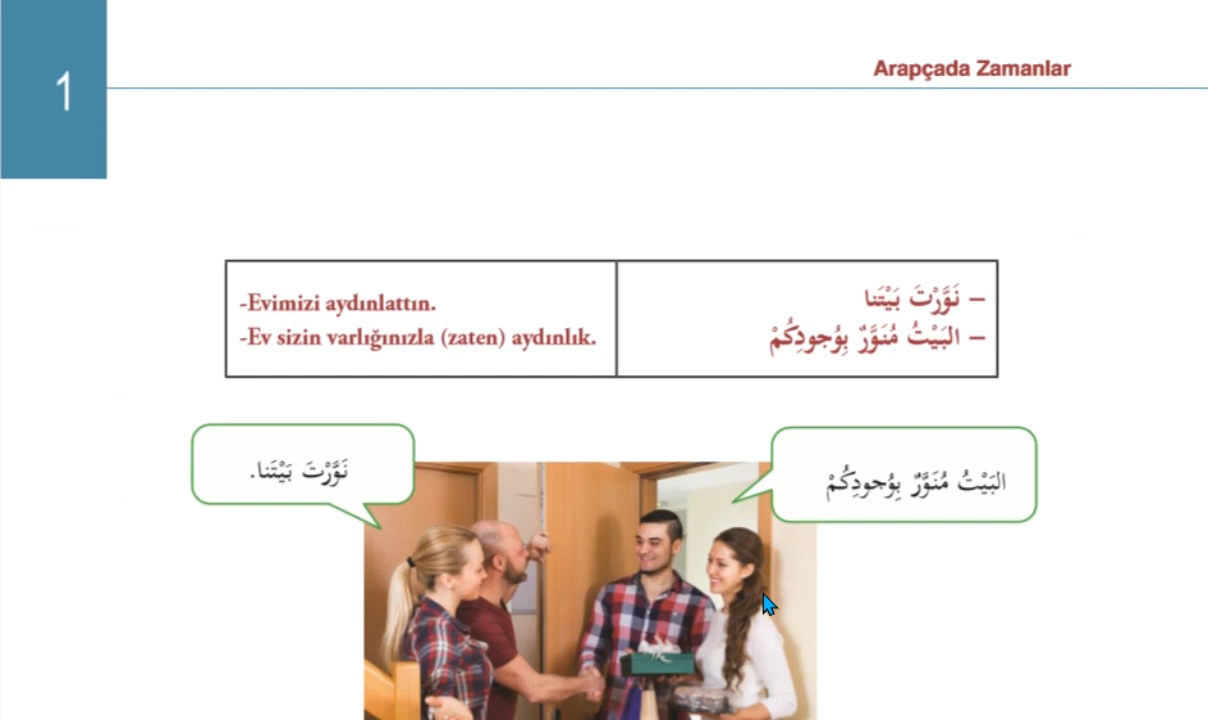 1
Arapçada Zamanlar
-Evimizi aydınlattın.
-Ev sizin varlığınızla (zaten) aydınlık.
– نَوَّرْتَ بَيْتَنا
– البَيْتُ مُنَوَّرٌ بِوُجودِكُمْ
نَوَّرْتَ بَيْتَنا.
البَيْتُ مُنَوَّرٌ بِوُجودِكُمْ